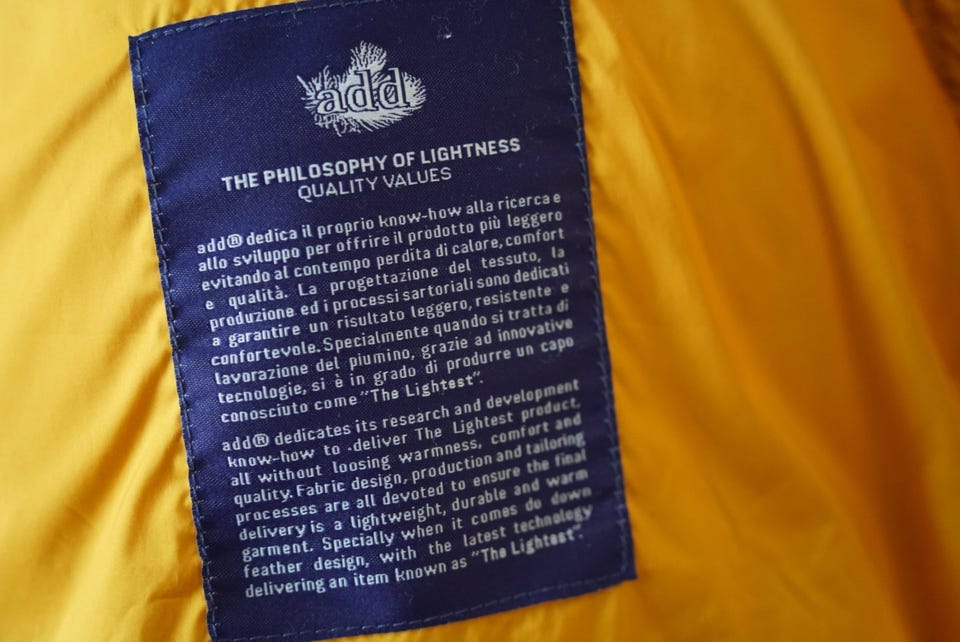 add
THE PHILOSOPHY OF LIGHTNESS
QUALITY VALUES
add® dedica il proprio know-how alla ricerca e
allo sviluppo per offrire il prodotto più leggero
evitando al contempo perdita di calore, comfort
e qualità. La progettazione del tessuto, la
produzione ed i processi sartoriali sono dedicati
a garantire un risultato leggero, resistente e
confortevole. Specialmente quando si tratta di
lavorazione del piumino, grazie ad innovative
tecnologie, si è in grado di produrre un capo
conosciuto come "The Lightest".
add® dedicates its research and development
know-how to -deliver The Lightest product,
all without loosing warmness, comfort and
quality. Fabric design, production and tailoring
processes are all devoted to ensure the final
delivery is a lightweight, durable and warm
garment. Specially when it comes do down
feather design, with the latest technology
delivering an item known as "The Lightest".